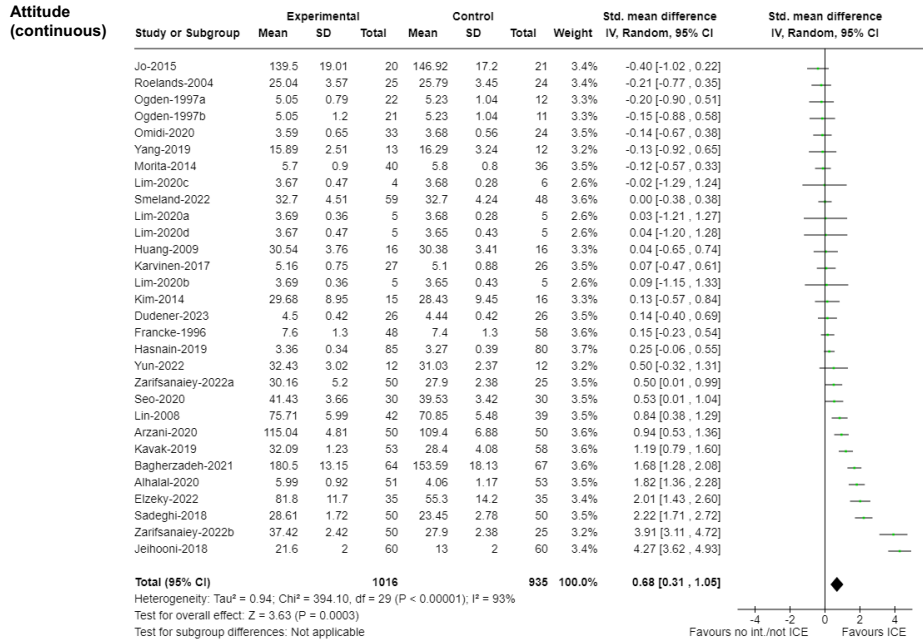 Attitude
(continuous)
Experimental Control Std. mean difference Std. mean difference
Study or Subgroup Mean SD Total Mean SD Total Weight IV, Random, 95% CI IV, Random, 95% CI
Jo-2015 139.5 19.01 20 146.92 17.2 21 3.4% -0.40 [-1.02 , 0.22]
Roelands-2004 25.04 3.57 25 25.79 3.45 24 3.4% -0.21 [-0.77 , 0.35]
Ogden-1997a 5.05 0.79 22 5.23 1.04 12 3.3% -0.20 [-0.90 , 0.51]
Ogden-1997b 5.05 1.2 21 5.23 1.04 11 3.3% -0.15 [-0.88 , 0.58]
Omidi-2020 3.59 0.65 33 3.68 0.56 24 3.4% -0.14 [-0.67 , 0.38]
Yang-2019 15.89 2.51 13 16.29 3.24 12 3.2% -0.13 [-0.92 , 0.65]
Morita-2014 5.7 0.9 40 5.8 0.8 36 3.5% -0.12 [-0.57 , 0.33]
Lim-2020c 3.67 0.47 4 3.68 0.28 6 2.6% -0.02 [-1.29 , 1.24]
Smeland-2022 32.7 4.51 59 32.7 4.24 48 3.5% 0.00 [-0.38 , 0.38]
Lim-2020a 3.69 0.36 5 3.68 0.28 5 2.7% 0.03 [-1.21 , 1.27]
Lim-2020d 3.67 0.47 5 3.65 0.43 5 2.7% 0.04 [-1.20 , 1.28]
Huang-2009 30.54 3.76 16 30.38 3.41 16 3.3% 0.04 [-0.65 , 0.74]
Karvinen-2017 5.16 0.75 27 5.1 0.88 26 3.4% 0.07 [-0.47 , 0.61]
Lim-2020b 3.69 0.36 5 3.65 0.43 5 2.7% 0.09 [-1.15 , 1.33]
Kim-2014 29.68 8.95 15 28.43 9.45 16 3.3% 0.13 [-0.57 , 0.84]
Dudener-2023 4.5 0.42 26 4.44 0.42 26 3.4% 0.14 [-0.40 , 0.69]
Francke-1996 7.6 1.3 48 7.4 1.3 58 3.5% 0.15 [-0.23 , 0.54]
Hasnain-2019 3.36 0.34 85 3.27 0.39 80 3.5% 0.25 [-0.06 , 0.55]
Yun-2022 32.43 3.02 12 31.03 2.37 12 3.2% 0.50 [-0.32 , 1.31]
Zarifsanaiey-2022a 30.16 5.2 50 27.9 2.38 25 3.4% 0.50 [0.01 , 0.99]
Seo-2020 41.43 3.66 30 39.53 3.42 30 3.4% 0.53 [0.01 , 1.04]
Lin-2008 75.71 5.99 42 70.85 5.48 39 3.5% 0.84 [0.38 , 1.29]
Arzani-2020 115.04 4.81 50 109.4 6.88 50 3.5% 0.94 [0.53 , 1.36]
Kavak-2019 32.09 1.23 53 28.4 4.08 58 3.5% 1.19 [0.79 , 1.60]
Bagherzadeh-2021 180.5 13.15 64 153.59 18.13 67 3.5% 1.68 [1.28 , 2.08]
Alhalal-2020 5.99 0.92 51 4.06 1.17 53 3.5% 1.82 [1.36 , 2.28]
Elzeky-2022 81.8 11.7 35 55.3 14.2 35 3.4% 2.01 [1.43 , 2.60]
Sadeghi-2018 28.61 1.72 50 23.45 2.78 50 3.4% 2.22 [1.71 , 2.72]
Zarifsanaiey-2022b 37.42 2.42 50 27.9 2.38 25 3.2% 3.91 [3.11 , 4.72]
Jeihooni-2018 21.6 2 60 13 2 60 3.4% 4.27 [3.62 , 4.93]
Total (95% CI) 1016 935 100.0% 0.68 [0.31 , 1.05]
Heterogeneity: Tau² = 0.94; Chi² = 394.10, df = 29 (P < 0.00001); I² = 93%
Test for overall effect: Z = 3.63 (P = 0.0003)
Test for subgroup differences: Not applicable
-4 -2 0 2 4
Favours no int./not ICE Favours ICE